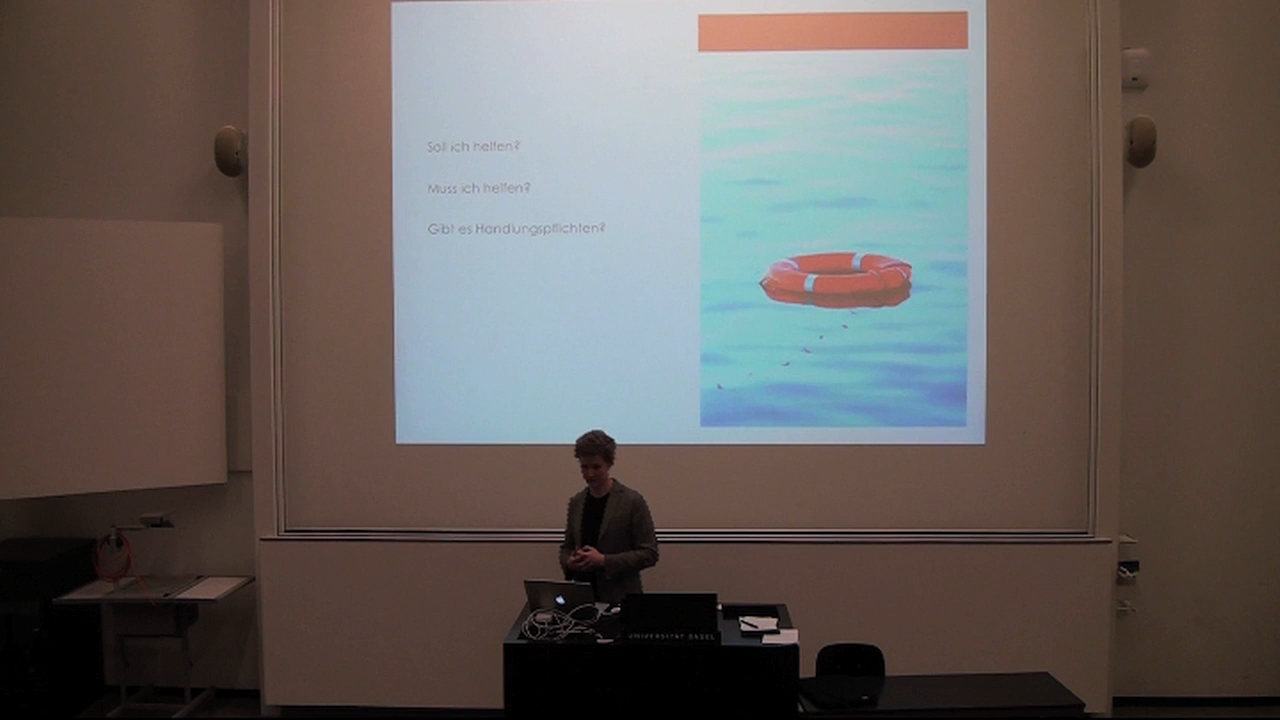 Soll ich helfen?
Muss ich helfen?
Gibt es Handlungspflichten?
UNIVERSITÄT BASEL